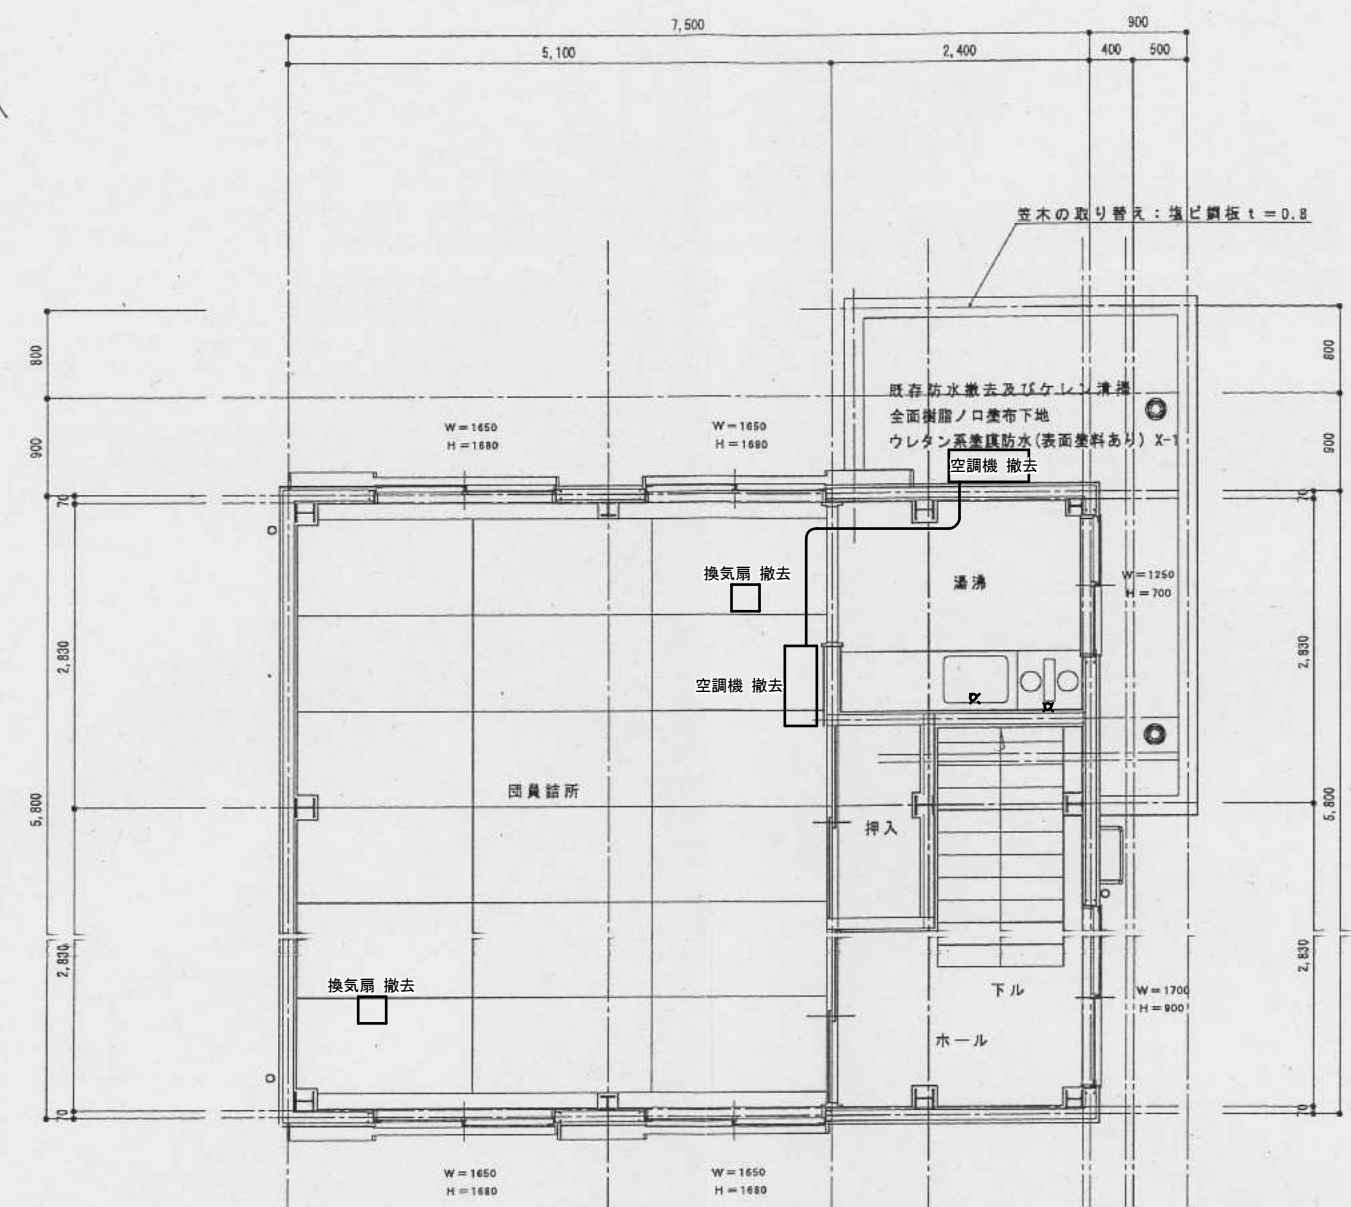 7,500
900
5,100
2,400
400
500
笠木の取り替え：塩ビ鋼板 t＝0.8
800
800
既存防水撤去及びケレン清掃
全面樹脂ノロ塗布下地
ウレタン系塗膜防水(表面塗料あり) X-1
W＝1650
H＝1680
W＝1650
H＝1680
900
900
空調機 撤去
70
70
換気扇 撤去
湯沸
W＝1250
H＝700
2,830
2,830
空調機 撤去
団員詰所
押入
5,800
5,800
2,830
2,830
換気扇 撤去
下ル
W＝1700
H＝900
ホール
70
70
W＝1650
H＝1680
W＝1650
H＝1680